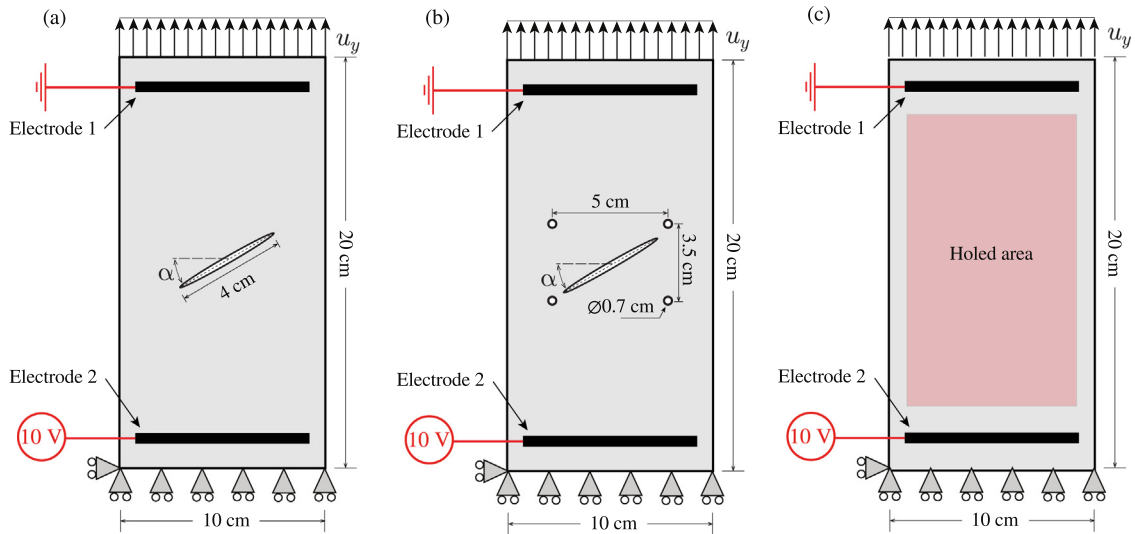 (a)
u_y
Electrode 1
α
4 cm
20 cm
Electrode 2
10 V
10 cm
(b)
u_y
Electrode 1
5 cm
3.5 cm
α
∅0.7 cm
20 cm
Electrode 2
10 V
10 cm
(c)
u_y
Electrode 1
Holed area
20 cm
Electrode 2
10 V
10 cm